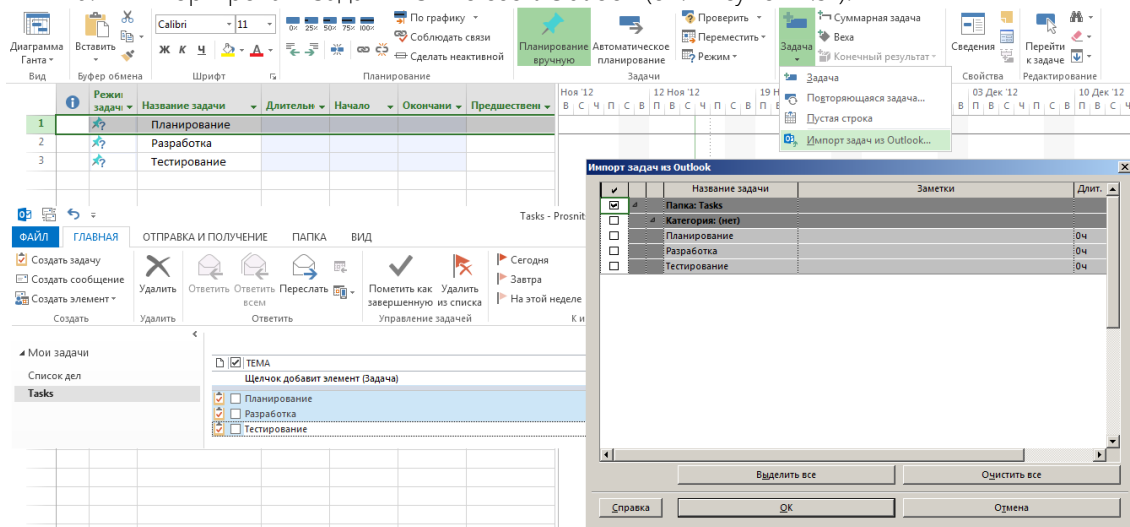 Calibri
11
0× 25× 50× 75× 100×
По графику
Соблюдать связи
Сделать неактивной
Диаграмма Ганта
Вставить
Ж К Ч
Планирование вручную
Автоматическое планирование
Проверить
Переместить
Режим
Задача
Суммарная задача
Веха
Конечный результат
Сведения
Перейти к задаче
Вид
Буфер обмена
Шрифт
Планирование
Задачи
Свойства
Редактирование
Задача
Повторяющаяся задача...
Пустая строка
Импорт задач из Outlook...
Название задачи
Длительн
Начало
Окончани
Предшествен
Ноя '12
12 Ноя '12
19 Н
03 Дек '12
10 Дек '12
1 Планирование
2 Разработка
3 Тестирование
Tasks - Prosnit
ФАЙЛ ГЛАВНАЯ ОТПРАВКА И ПОЛУЧЕНИЕ ПАПКА ВИД
Создать задачу
Создать сообщение
Создать элемент
Удалить
Ответить
Ответить всем
Переслать
Пометить как завершенную
Удалить из списка
Сегодня
Завтра
На этой неделе
Создать
Удалить
Ответить
Управление задачей
К и
Мои задачи
Список дел
Tasks
ТЕМА
Щелчок добавит элемент (Задача)
Планирование
Разработка
Тестирование
Импорт задач из Outlook
Название задачи
Заметки
Длит.
Папка: Tasks
Категория: (нет)
Планирование 0ч
Разработка 0ч
Тестирование 0ч
Выделить все
Очистить все
Справка
ОК
Отмена